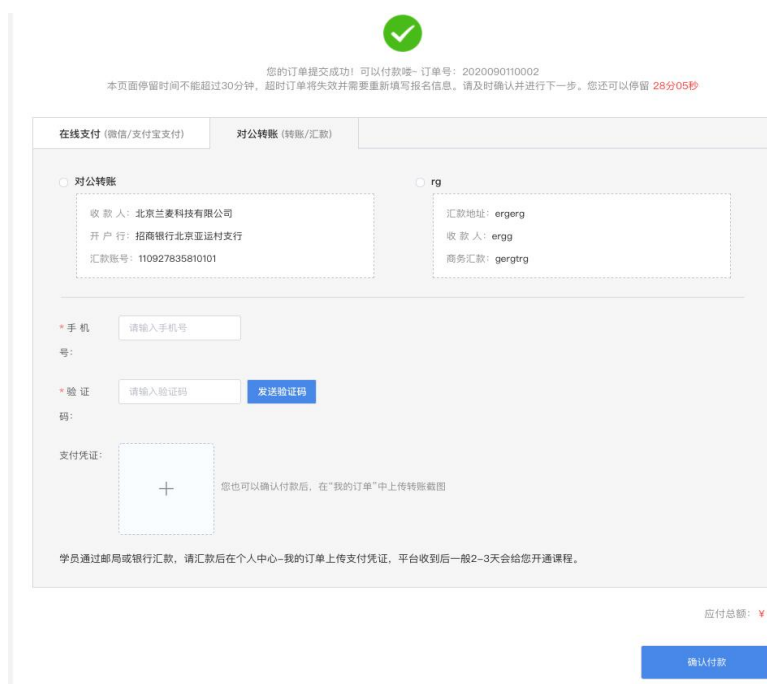 您的订单提交成功！可以付款喽~ 订单号：2020090110002
本页面停留时间不能超过30分钟，超时订单将失效并需要重新填写报名信息。请及时确认并进行下一步。您还可以停留 28分05秒
在线支付 (微信/支付宝支付) 对公转账 (转账/汇款)
对公转账 rg
收 款 人：北京兰麦科技有限公司 汇款地址：ergerg
开 户 行：招商银行北京亚运村支行 收 款 人：ergg
汇款账号：110927835810101 商务汇款：gergtrg
*手 机 请输入手机号
号：
*验 证 请输入验证码 发送验证码
码：
支付凭证：
您也可以确认付款后，在“我的订单”中上传转账截图
学员通过邮局或银行汇款，请汇款后在个人中心-我的订单上传支付凭证，平台收到后一般2-3天会给您开通课程。
应付总额：¥
确认付款